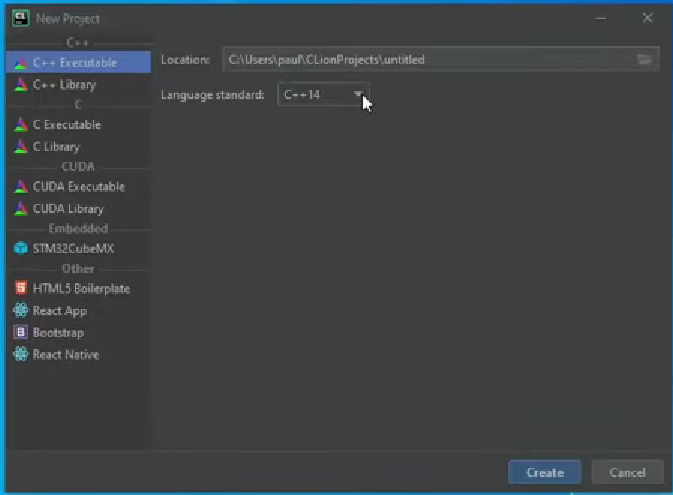 CL
New Project
C++
C++ Executable
C++ Library
C
C Executable
C Library
CUDA
CUDA Executable
CUDA Library
Embedded
STM32CubeMX
Other
HTML5 Boilerplate
React App
B Bootstrap
React Native
Location: C:\Users\paul\CLionProjects\untitled
Language standard: C++14
Create Cancel